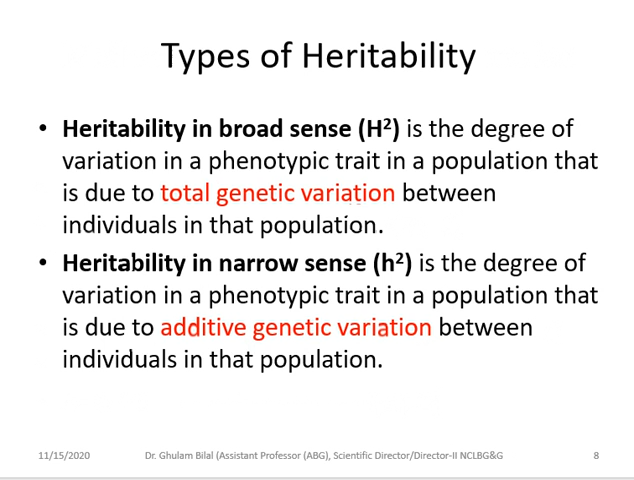 Types of Heritability
• Heritability in broad sense (H²) is the degree of
variation in a phenotypic trait in a population that
is due to total genetic variation between
individuals in that population.
• Heritability in narrow sense (h²) is the degree of
variation in a phenotypic trait in a population that
is due to additive genetic variation between
individuals in that population.
11/15/2020 Dr. Ghulam Bilal (Assistant Professor (ABG), Scientific Director/Director-II NCLBG&G 8